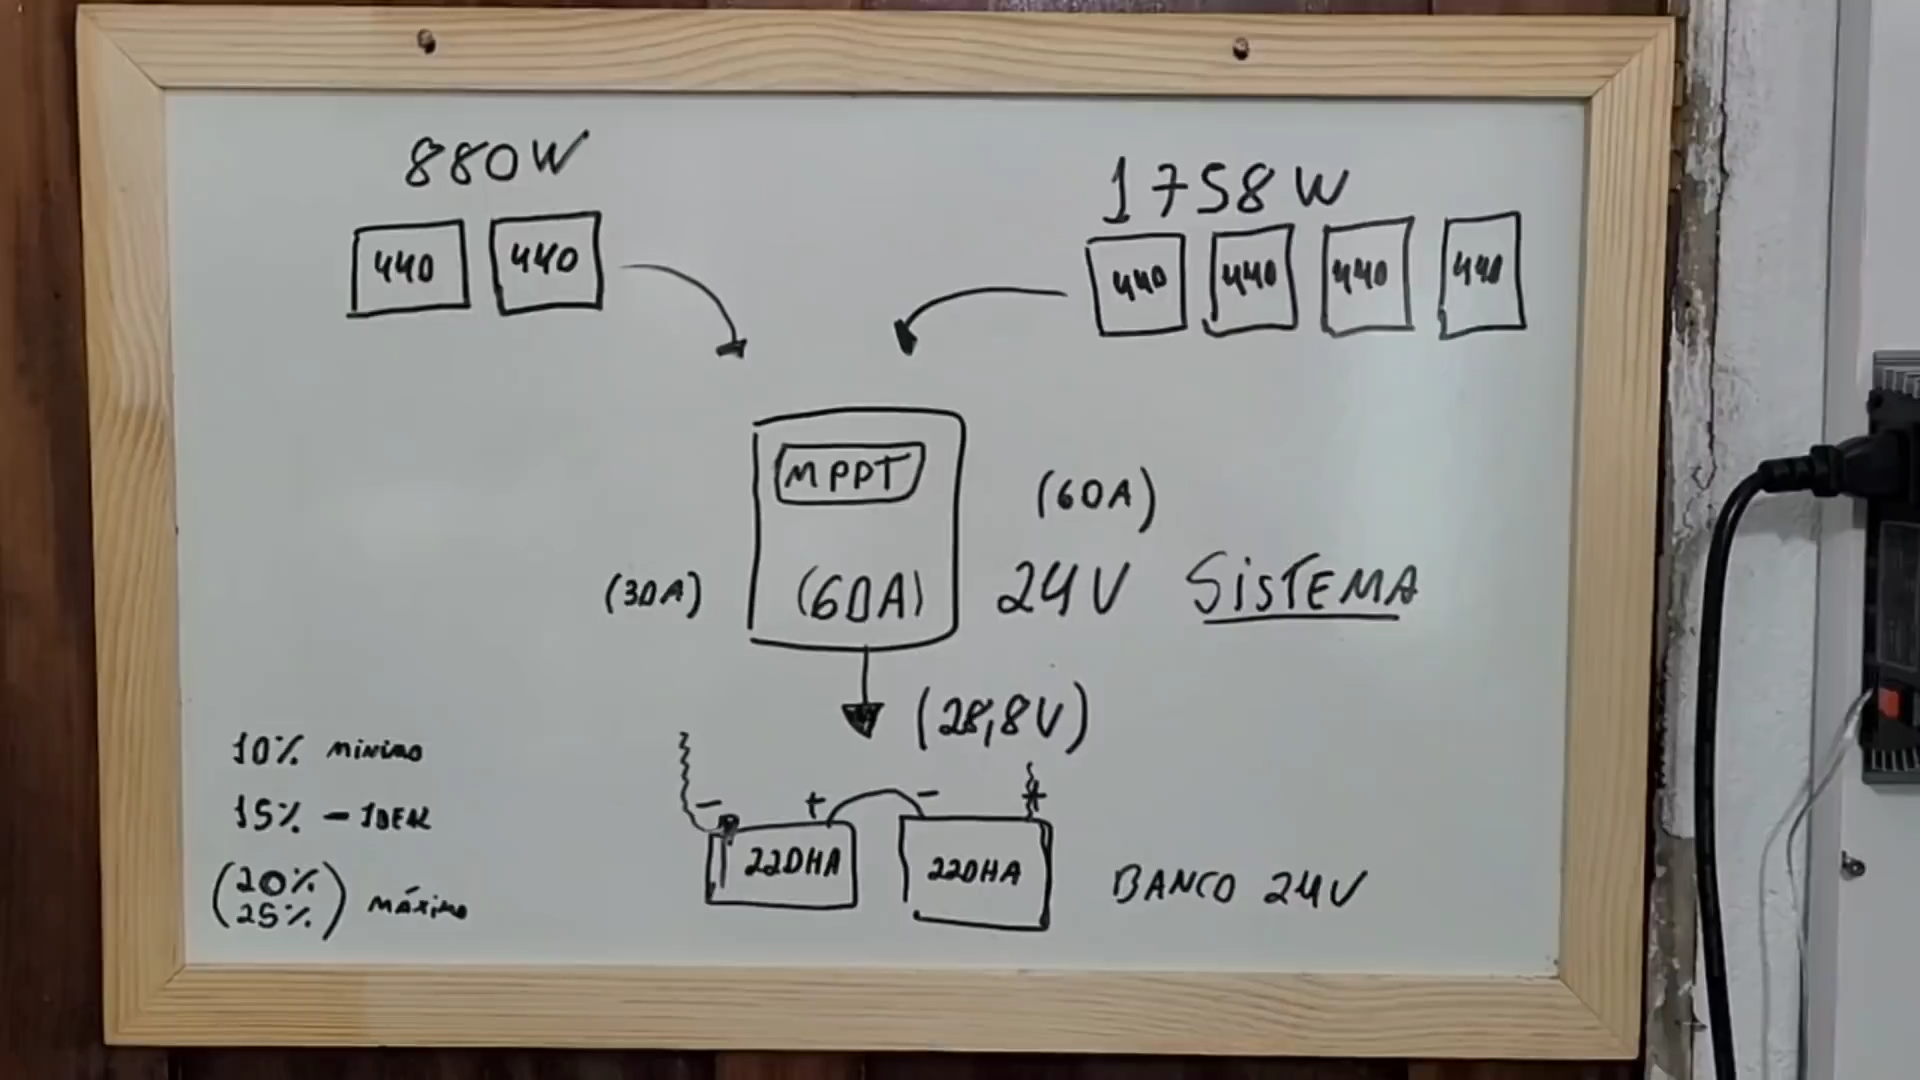 880W
440 440
1758W
440 440 440 440
MPPT
(60A)
(30A)
(60A)
24V SiSTEMA
(28,8V)
- + - +
220HA 220HA
BANCO 24V
10% MINIMO
15% - IDEAL
(20%
25%) MÁXIMO